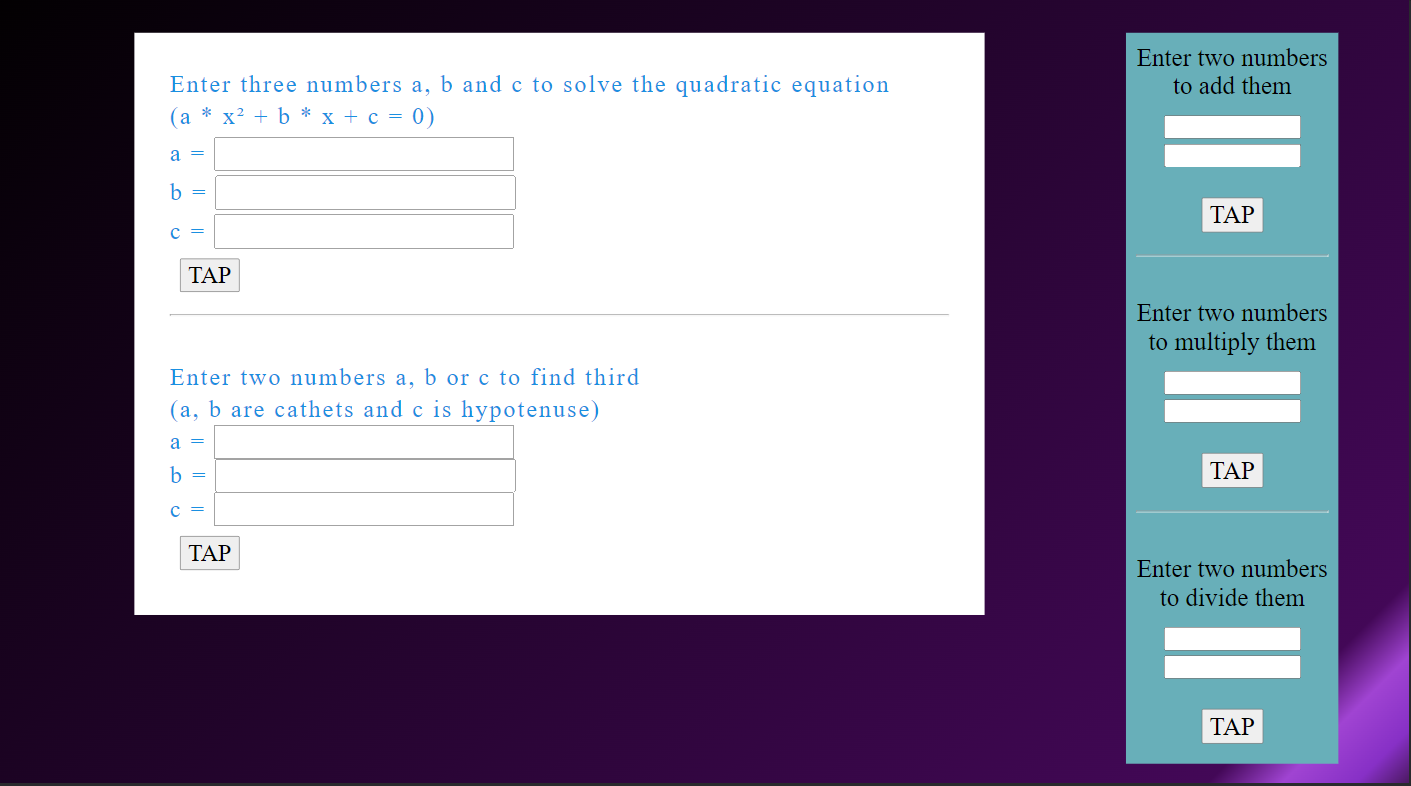 Enter three numbers a, b and c to solve the quadratic equation
(a * x² + b * x + c = 0)
a =
b =
c =
TAP
Enter two numbers a, b or c to find third
(a, b are cathets and c is hypotenuse)
a =
b =
c =
TAP
Enter two numbers
to add them
TAP
Enter two numbers
to multiply them
TAP
Enter two numbers
to divide them
TAP